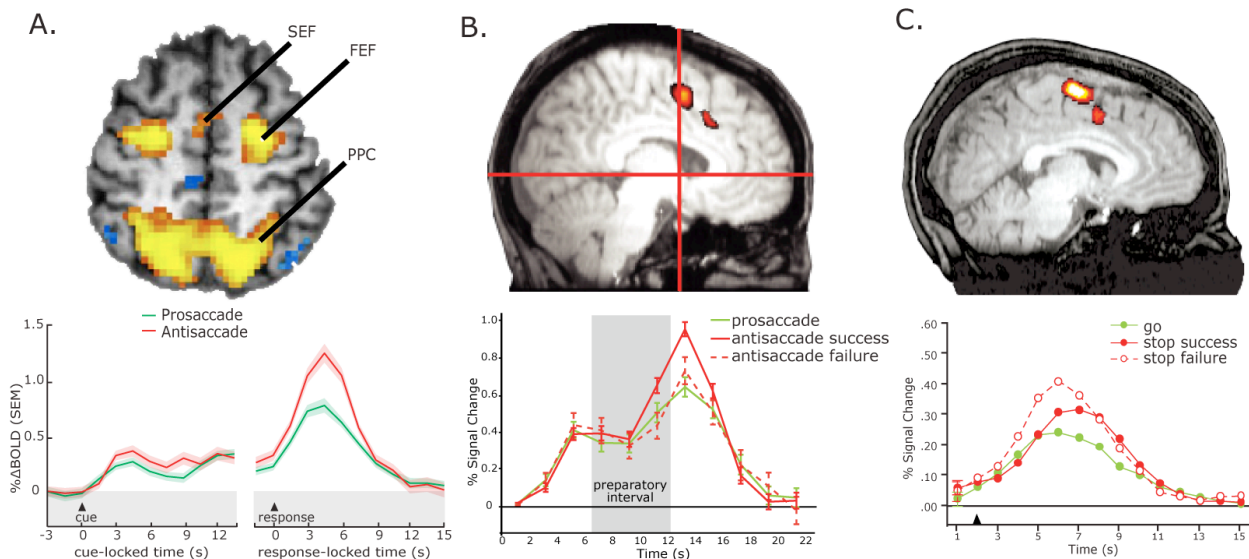 A.
SEF
FEF
PPC
Prosaccade
Antisaccade
1.5
1.0
0.5
0
%ΔBOLD (SEM)
cue
response
-3 0 3 6 9 12
-3 0 3 6 9 12 15
cue-locked time (s)
response-locked time (s)
B.
prosaccade
antisaccade success
antisaccade failure
1.0
0.8
0.6
0.4
0.2
0
% Signal Change
preparatory
interval
0 2 4 6 8 10 12 14 16 18 20 22
Time (s)
C.
go
stop success
stop failure
.60
.40
.30
.20
.10
.00
% Signal Change
1 3 5 7 9 11 13 15
Time (s)